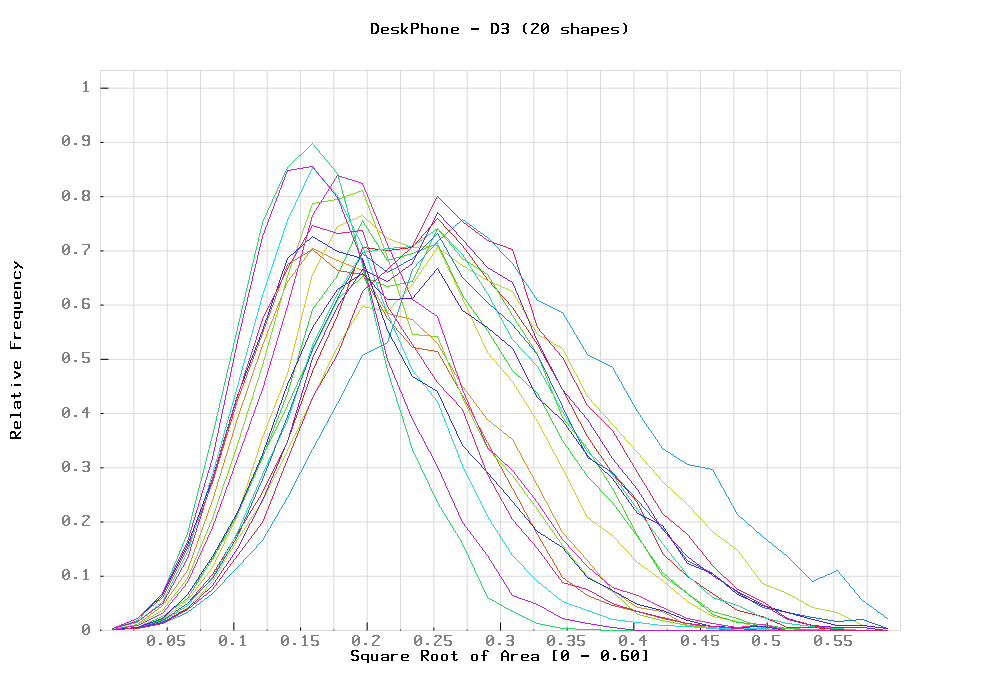 DeskPhone - D3 (20 shapes)
1
0.9
0.8
0.7
0.6
0.5
0.4
0.3
0.2
0.1
0
Relative Frequency
0.05 0.1 0.15 0.2 0.25 0.3 0.35 0.4 0.45 0.5 0.55
Square Root of Area [0 - 0.60]